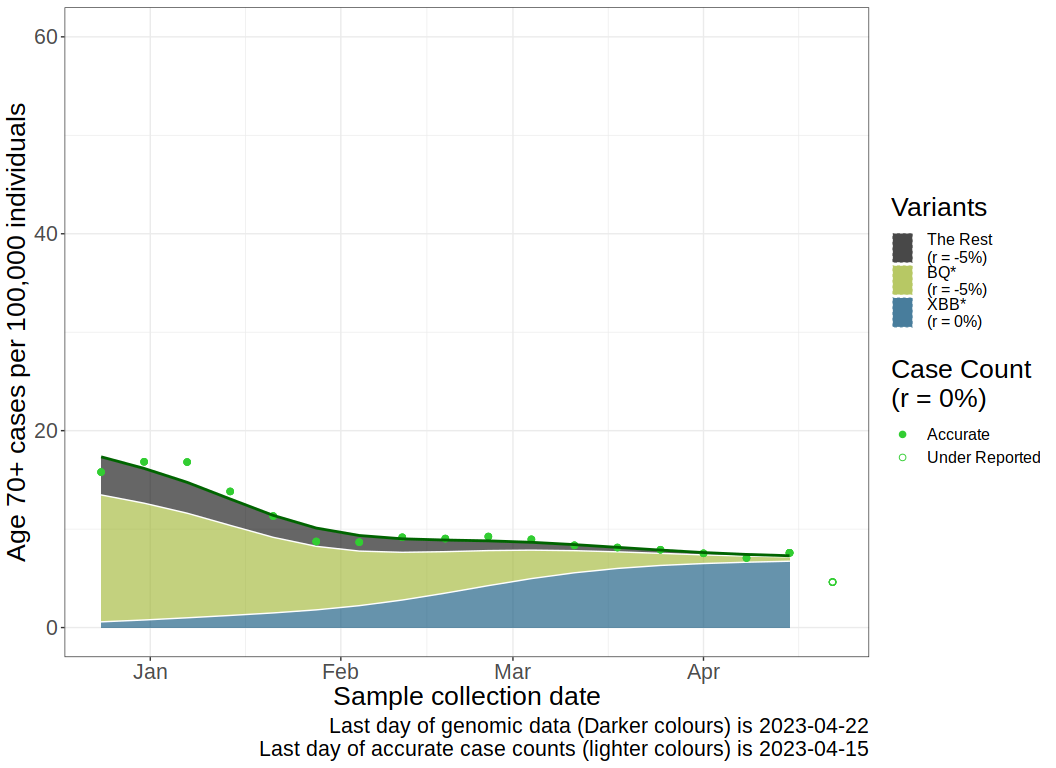 Age 70+ cases per 100,000 individuals
60
40
20
0
Jan
Feb
Mar
Apr
Sample collection date
Last day of genomic data (Darker colours) is 2023-04-22
Last day of accurate case counts (lighter colours) is 2023-04-15
Variants
The Rest
(r = -5%)
BQ*
(r = -5%)
XBB*
(r = 0%)
Case Count
(r = 0%)
Accurate
Under Reported